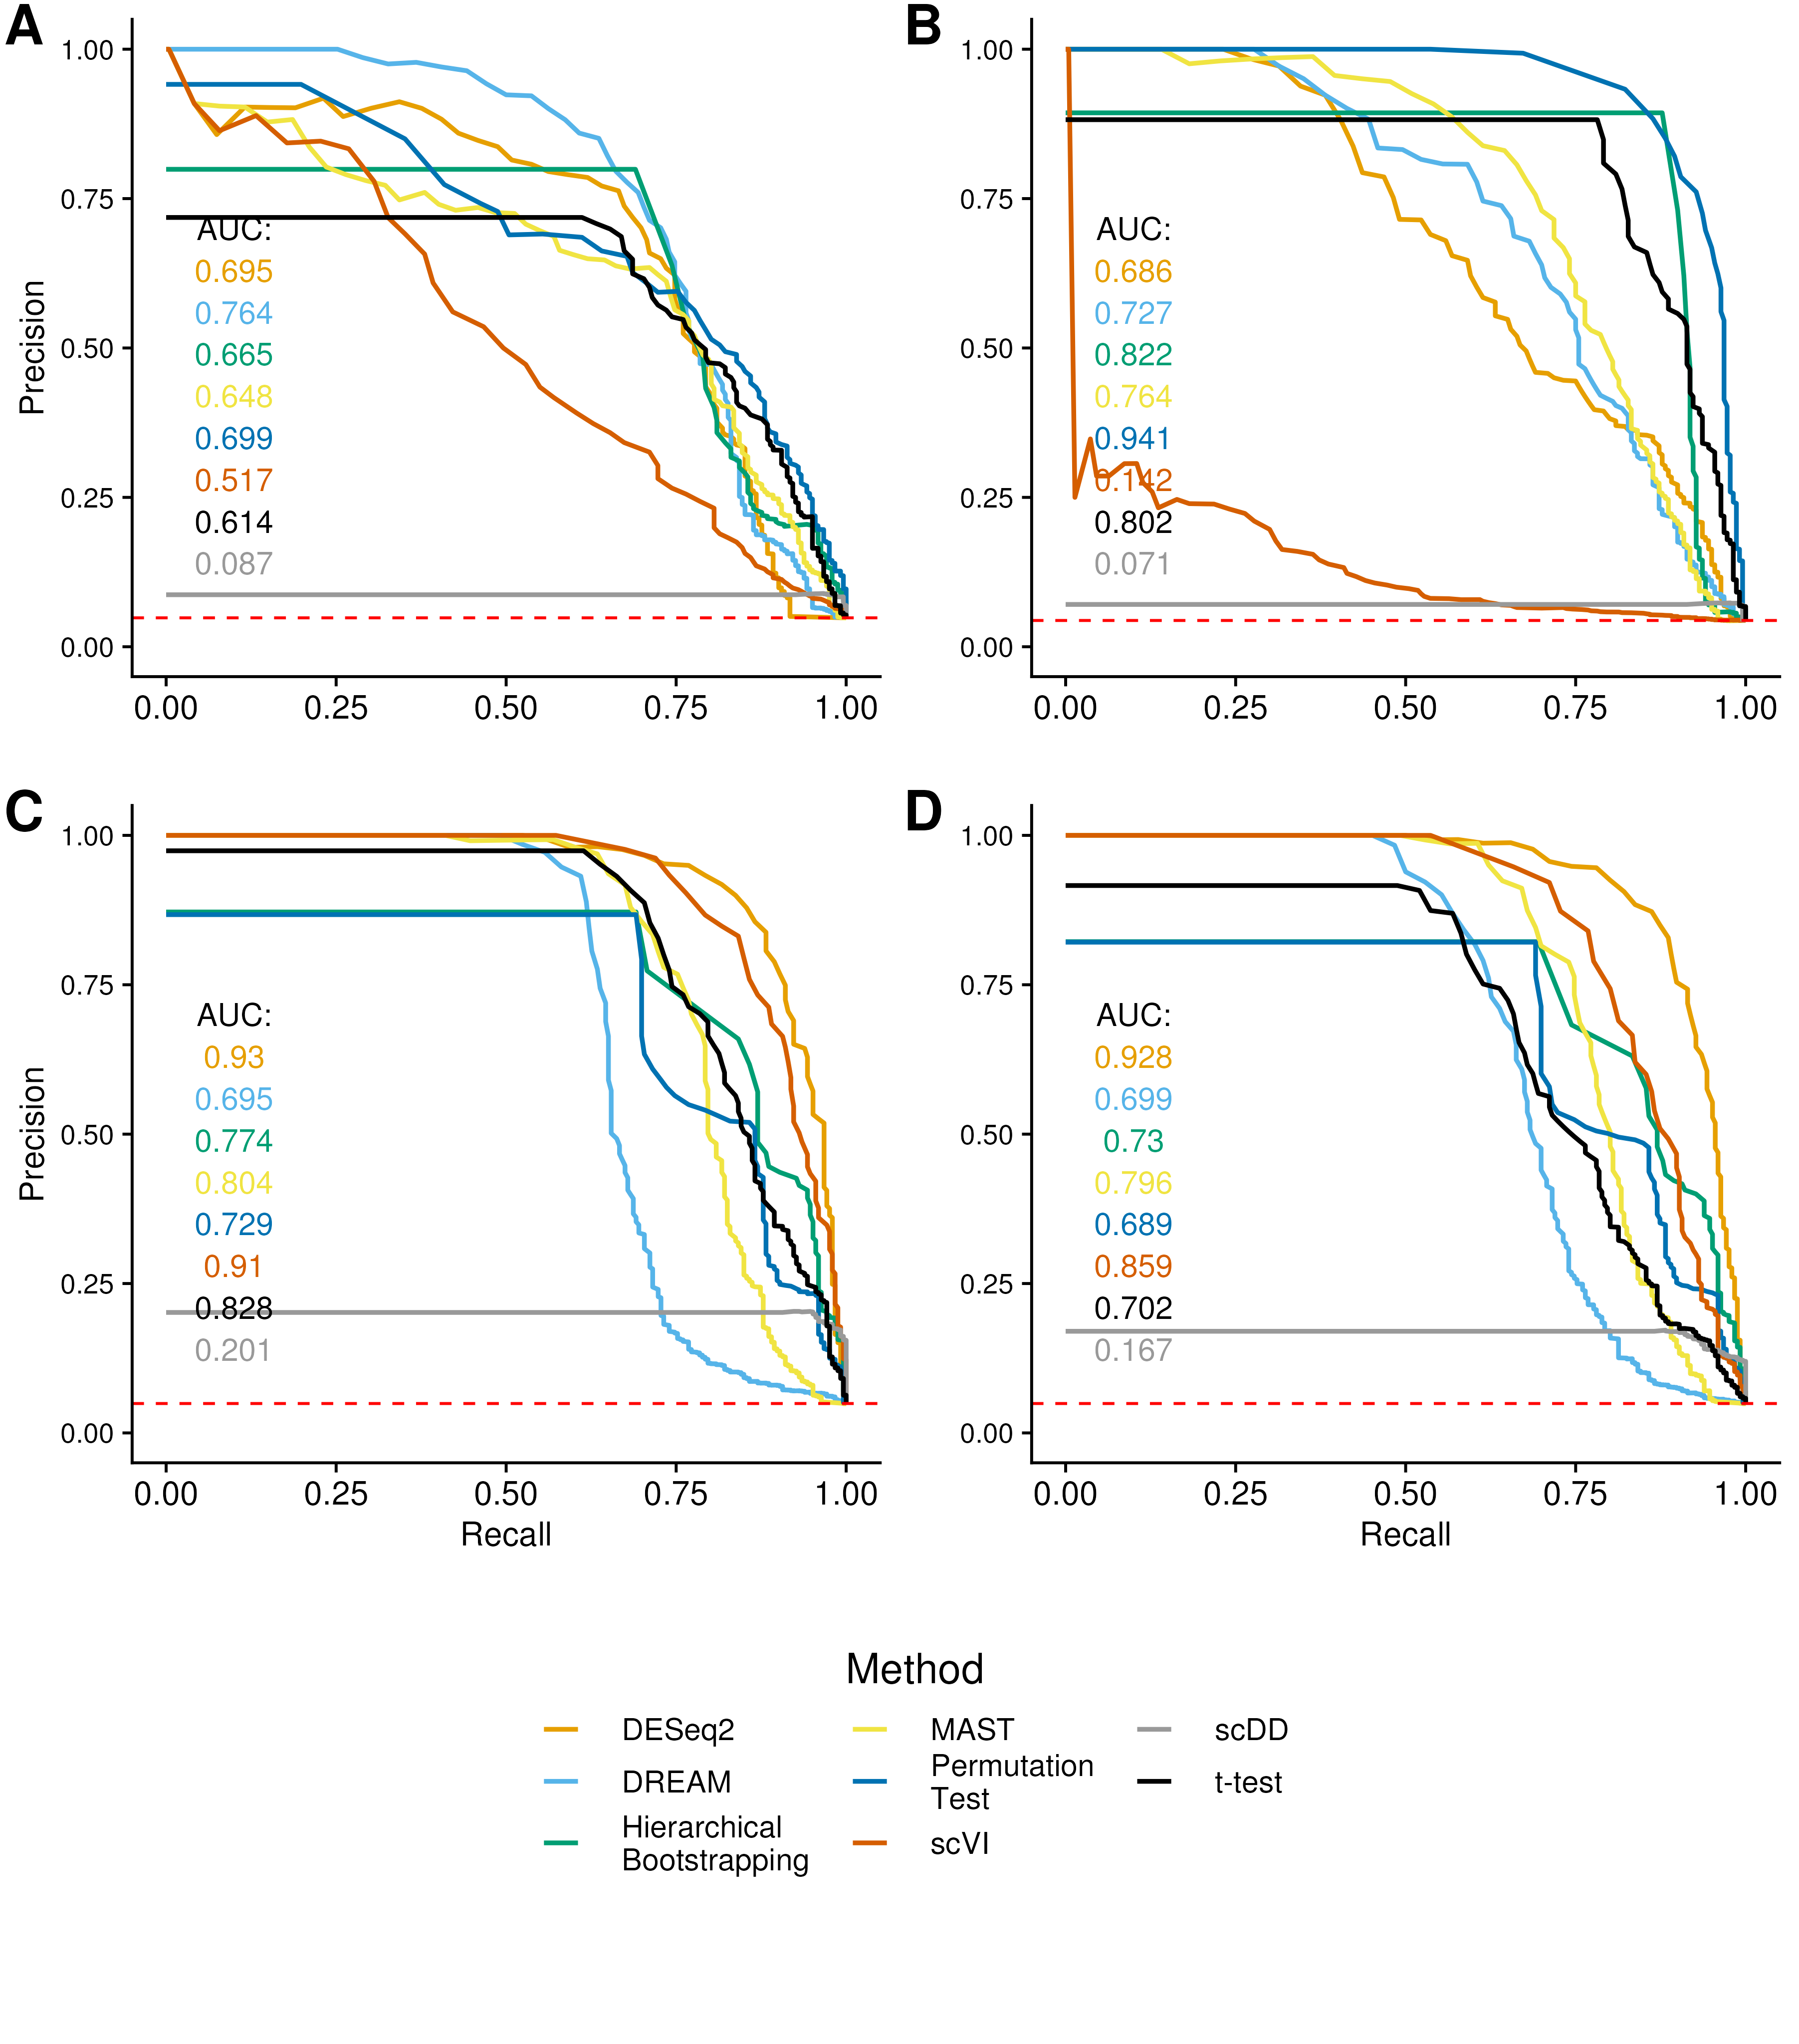 A
1.00
0.75
0.50
0.25
0.00
Precision
AUC:
0.695
0.764
0.665
0.648
0.699
0.517
0.614
0.087
0.00 0.25 0.50 0.75 1.00
B
1.00
0.75
0.50
0.25
0.00
AUC:
0.686
0.727
0.822
0.764
0.941
0.142
0.802
0.071
0.00 0.25 0.50 0.75 1.00
C
1.00
0.75
0.50
0.25
0.00
Precision
AUC:
0.93
0.695
0.774
0.804
0.729
0.91
0.828
0.201
0.00 0.25 0.50 0.75 1.00
Recall
D
1.00
0.75
0.50
0.25
0.00
AUC:
0.928
0.699
0.73
0.796
0.689
0.859
0.702
0.167
0.00 0.25 0.50 0.75 1.00
Recall
Method
DESeq2
DREAM
Hierarchical
Bootstrapping
MAST
Permutation
Test
scVI
scDD
t-test